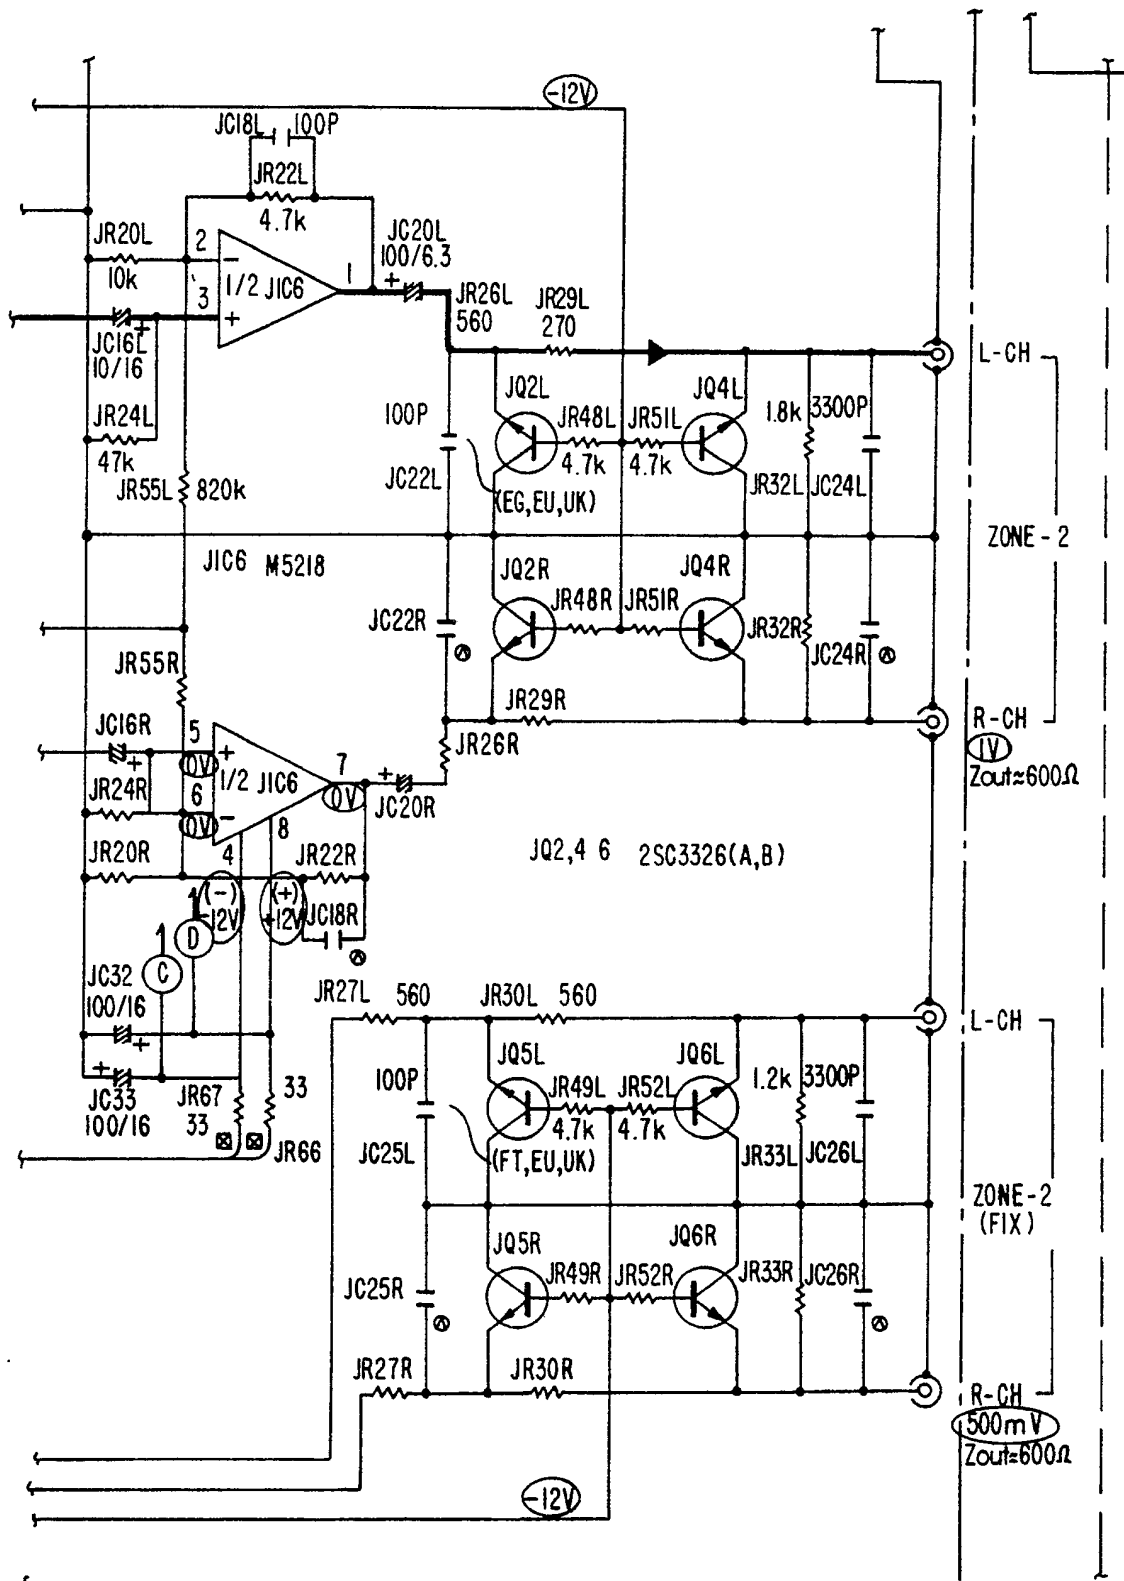 -12V
JC18L 100P
JR22L
4.7k
JR20L
10k
2
-
1/2 JIC6
1
3
+
JC20L
100/6.3
+
JR26L
560
JR29L
270
L-CH
+
JC16L
10/16
JR24L
47k
JR55L 820k
100P
JC22L
(EG,EU,UK)
JQ2L
JR48L
4.7k
JR51L
4.7k
JQ4L
1.8k
3300P
JR32L
JC24L
ZONE-2
JIC6 M5218
JQ2R
JQ4R
JC22R
JR48R
JR51R
JR32R
JC24R
JR55R
JC16R
+
5
+
0V
1/2 JIC6
7
0V
6
-
0V
JR24R
+
JC20R
JR26R
JR29R
R-CH
1V
Zout≈600Ω
JR20R
4
8
JR22R
(-)
-12V
(+)
+12V
JC18R
JQ2,4 6 2SC3326(A,B)
D
C
JC32
100/16
+
+
JC33
100/16
JR67
33
33
JR66
JR27L 560
JR30L 560
L-CH
100P
JC25L
(FT,EU,UK)
JQ5L
JR49L
4.7k
JR52L
4.7k
JQ6L
1.2k
3300P
JR33L
JC26L
ZONE-2
(FIX)
JQ5R
JQ6R
JC25R
JR49R
JR52R
JR33R
JC26R
JR27R
JR30R
R-CH
500mV
Zout≈600Ω
-12V